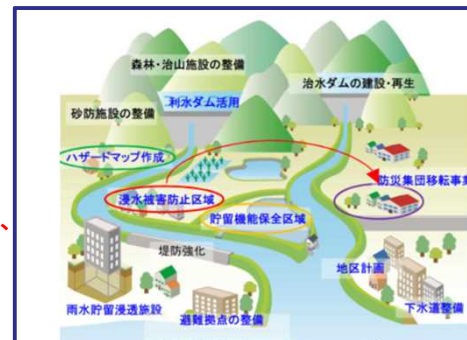 森林・治山施設の整備
治水ダムの建設・再生
利水ダム活用
砂防施設の整備
ハザードマップ作成
防災集団移転事業
浸水被害防止区域
貯留機能保全区域
堤防強化
地区計画
雨水貯留浸透施設
避難拠点の整備
下水道整備